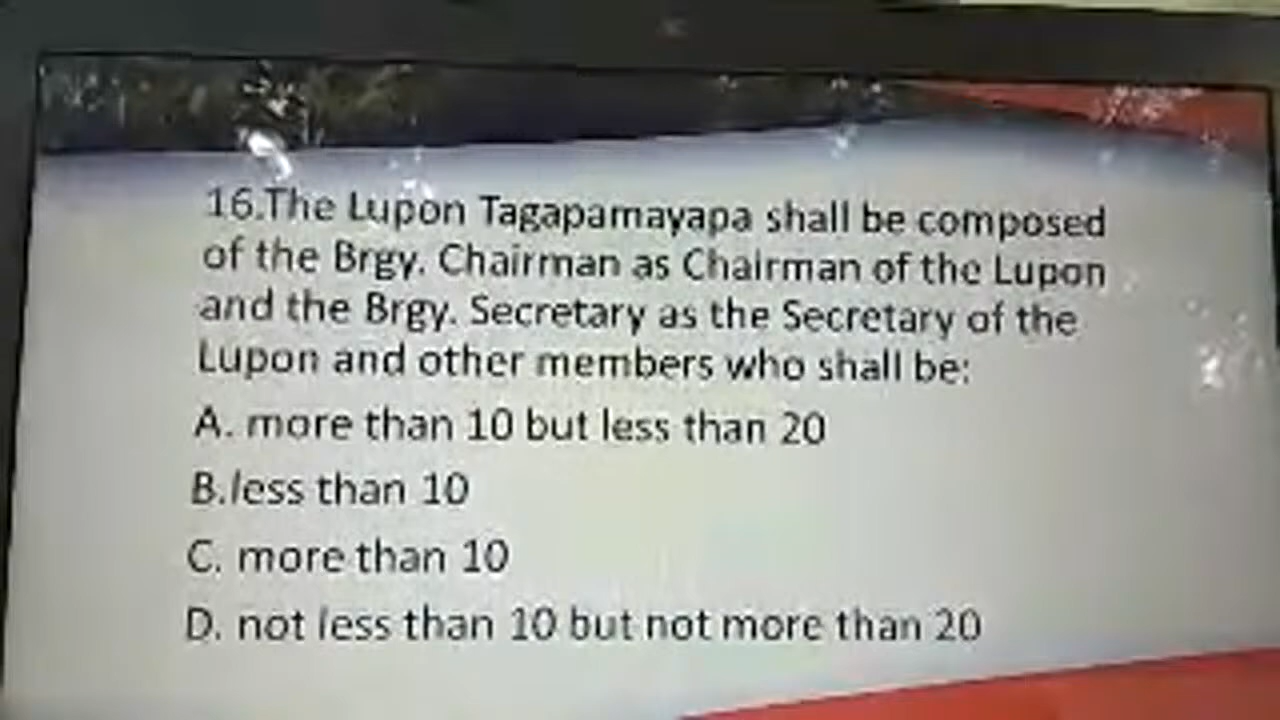 16.The Lupon Tagapamayapa shall be composed
of the Brgy. Chairman as Chairman of the Lupon
and the Brgy. Secretary as the Secretary of the
Lupon and other members who shall be:
A. more than 10 but less than 20
B.less than 10
C. more than 10
D. not less than 10 but not more than 20